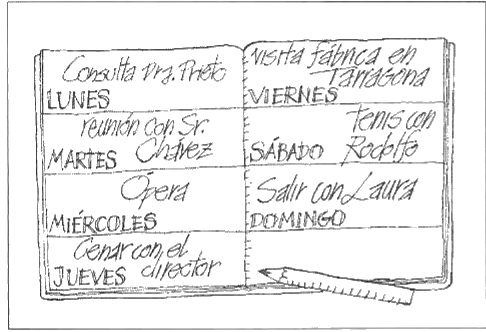 Consulta Dra. Prieto
LUNES
reunión con Sr.
MARTES Chávez
Ópera
MIÉRCOLES
Cenar con el
JUEVES director
visita fábrica en
Tarragona
VIERNES
Tenis con
SÁBADO Rodolfo
Salir con Laura
DOMINGO